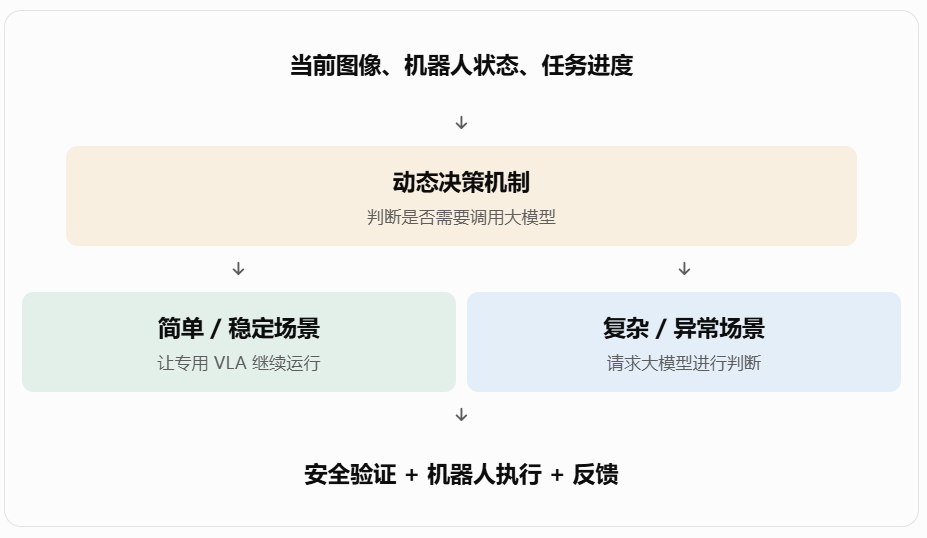 当前图像、机器人状态、任务进度
↓
动态决策机制
判断是否需要调用大模型
↓ ↓
简单 / 稳定场景
让专用 VLA 继续运行
复杂 / 异常场景
请求大模型进行判断
↓
安全验证 + 机器人执行 + 反馈